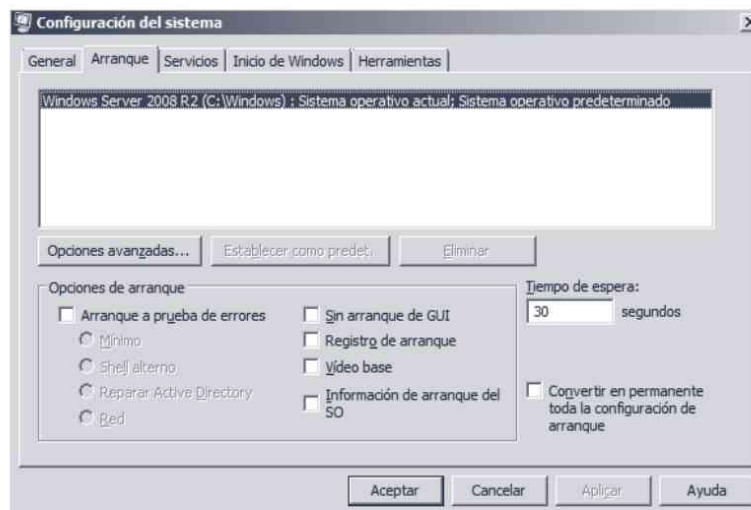 Configuración del sistema
General Arranque Servicios Inicio de Windows Herramientas
Windows Server 2008 R2 (C:\Windows) : Sistema operativo actual; Sistema operativo predeterminado
Opciones avanzadas... Establecer como predet. Eliminar
Opciones de arranque
Arranque a prueba de errores
Mínimo
Shell alterno
Reparar Active Directory
Red
Sin arranque de GUI
Registro de arranque
Vídeo base
Información de arranque del
SO
Tiempo de espera:
30 segundos
Convertir en permanente
toda la configuración de
arranque
Aceptar Cancelar Aplicar Ayuda